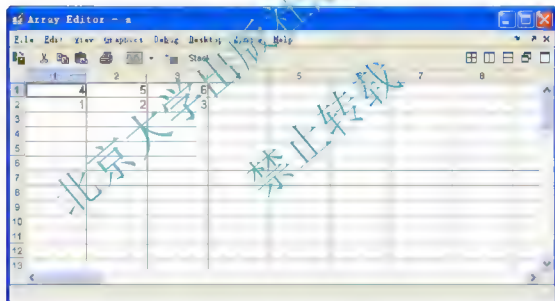 Array Editor - a
File Edit View Graphics Debug Desktop Window Help
Stack
1 2 3 4 5 6 7 8
1 4 5 6
2 1 2 3
3
4
5
6
7
8
9
10
11
12
13
北京大学出版社
禁止转载